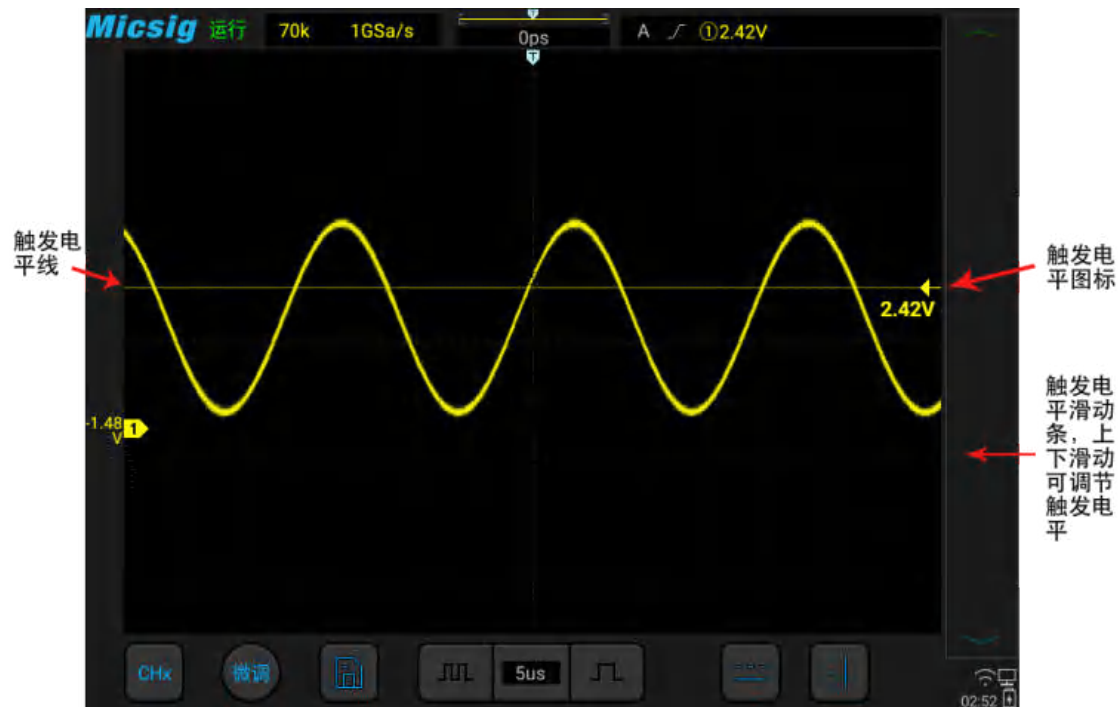 Micsig 运行 70k 1GSa/s T 0ps A ①2.42V
T
触发电
平线
触发电
平图标
2.42V
触发电
平滑动
条，上
下滑动
可调节
触发电
平
-1.48
V
1
CHx 微调 5us
02:52